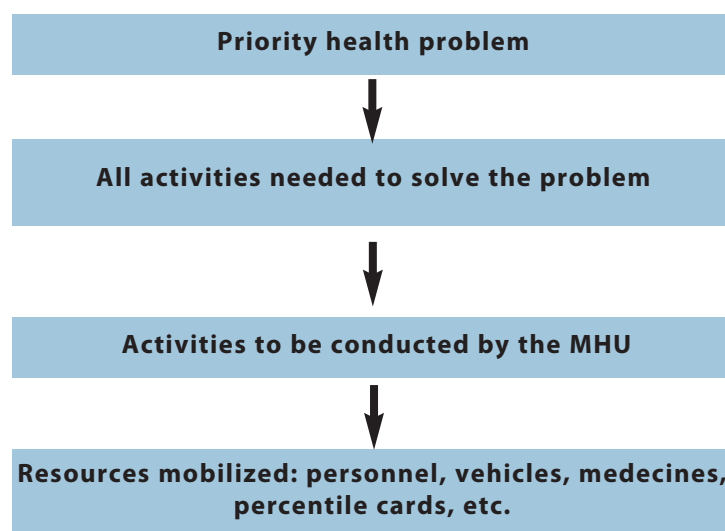 Priority health problem
All activities needed to solve the problem
Activities to be conducted by the MHU
Resources mobilized: personnel, vehicles, medecines,
percentile cards, etc.